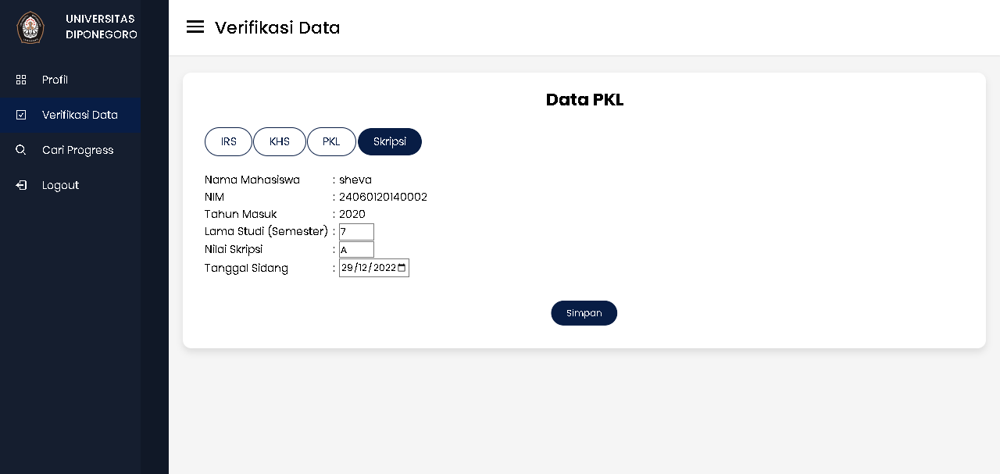 UNIVERSITAS
DIPONEGORO
Profil
Verifikasi Data
Cari Progress
Logout
Verifikasi Data
Data PKL
IRS KHS PKL Skripsi
Nama Mahasiswa : sheva
NIM : 24060120140002
Tahun Masuk : 2020
Lama Studi (Semester) : 7
Nilai Skripsi : A
Tanggal Sidang : 29/12/2022
Simpan